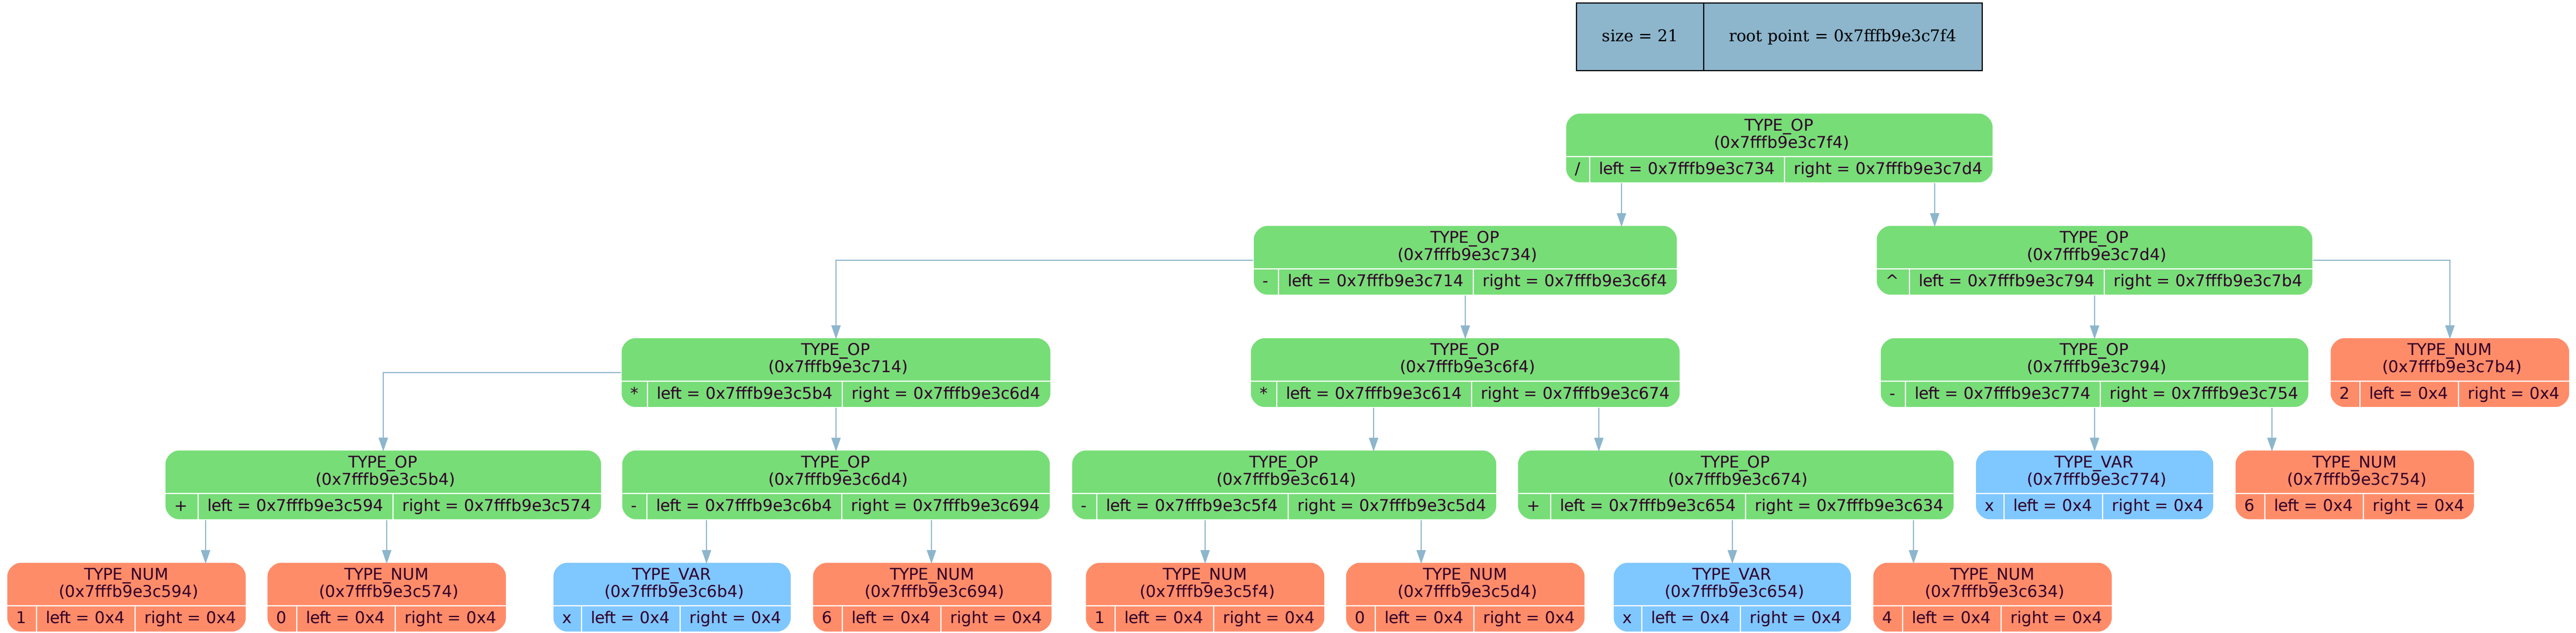 size = 21 root point = 0x7fffb9e3c7f4
TYPE_OP
(0x7fffb9e3c7f4)
/ left = 0x7fffb9e3c734 right = 0x7fffb9e3c7d4
TYPE_OP
(0x7fffb9e3c734)
- left = 0x7fffb9e3c714 right = 0x7fffb9e3c6f4
TYPE_OP
(0x7fffb9e3c7d4)
^ left = 0x7fffb9e3c794 right = 0x7fffb9e3c7b4
TYPE_OP
(0x7fffb9e3c714)
* left = 0x7fffb9e3c5b4 right = 0x7fffb9e3c6d4
TYPE_OP
(0x7fffb9e3c6f4)
* left = 0x7fffb9e3c614 right = 0x7fffb9e3c674
TYPE_OP
(0x7fffb9e3c794)
- left = 0x7fffb9e3c774 right = 0x7fffb9e3c754
TYPE_NUM
(0x7fffb9e3c7b4)
2 left = 0x4 right = 0x4
TYPE_OP
(0x7fffb9e3c5b4)
+ left = 0x7fffb9e3c594 right = 0x7fffb9e3c574
TYPE_OP
(0x7fffb9e3c6d4)
- left = 0x7fffb9e3c6b4 right = 0x7fffb9e3c694
TYPE_OP
(0x7fffb9e3c614)
- left = 0x7fffb9e3c5f4 right = 0x7fffb9e3c5d4
TYPE_OP
(0x7fffb9e3c674)
+ left = 0x7fffb9e3c654 right = 0x7fffb9e3c634
TYPE_VAR
(0x7fffb9e3c774)
x left = 0x4 right = 0x4
TYPE_NUM
(0x7fffb9e3c754)
6 left = 0x4 right = 0x4
TYPE_NUM
(0x7fffb9e3c594)
1 left = 0x4 right = 0x4
TYPE_NUM
(0x7fffb9e3c574)
0 left = 0x4 right = 0x4
TYPE_VAR
(0x7fffb9e3c6b4)
x left = 0x4 right = 0x4
TYPE_NUM
(0x7fffb9e3c694)
6 left = 0x4 right = 0x4
TYPE_NUM
(0x7fffb9e3c5f4)
1 left = 0x4 right = 0x4
TYPE_NUM
(0x7fffb9e3c5d4)
0 left = 0x4 right = 0x4
TYPE_VAR
(0x7fffb9e3c654)
x left = 0x4 right = 0x4
TYPE_NUM
(0x7fffb9e3c634)
4 left = 0x4 right = 0x4